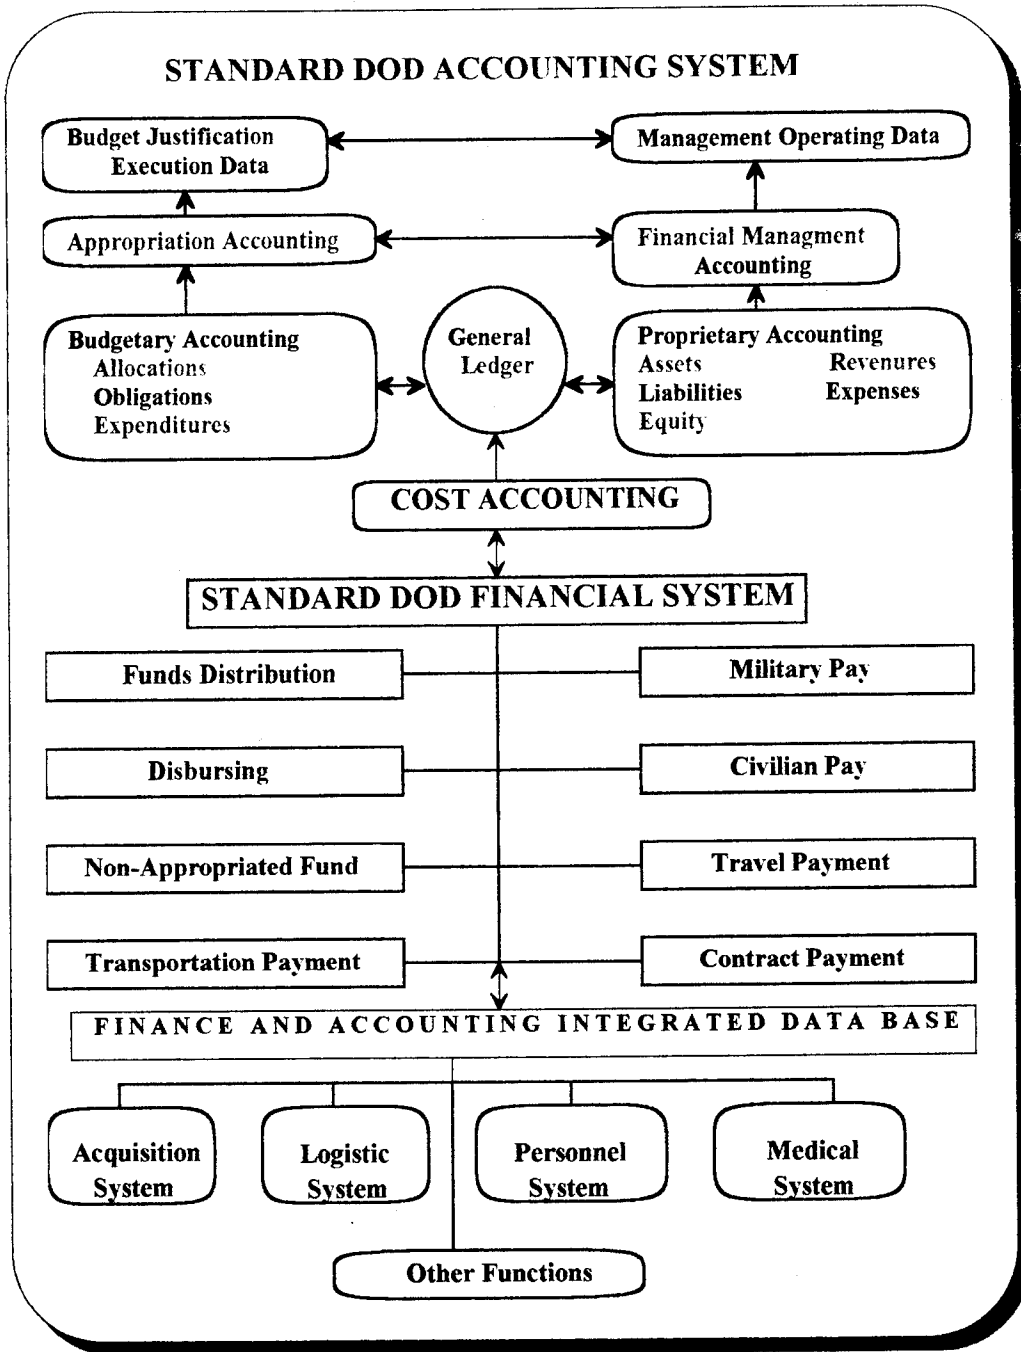 STANDARD DOD ACCOUNTING SYSTEM
Budget Justification
Execution Data
Management Operating Data
Appropriation Accounting
Financial Managment
Accounting
Budgetary Accounting
Allocations
Obligations
Expenditures
General
Ledger
Proprietary Accounting
Assets Revenures
Liabilities Expenses
Equity
COST ACCOUNTING
STANDARD DOD FINANCIAL SYSTEM
Funds Distribution
Military Pay
Disbursing
Civilian Pay
Non-Appropriated Fund
Travel Payment
Transportation Payment
Contract Payment
FINANCE AND ACCOUNTING INTEGRATED DATA BASE
Acquisition
System
Logistic
System
Personnel
System
Medical
System
Other Functions